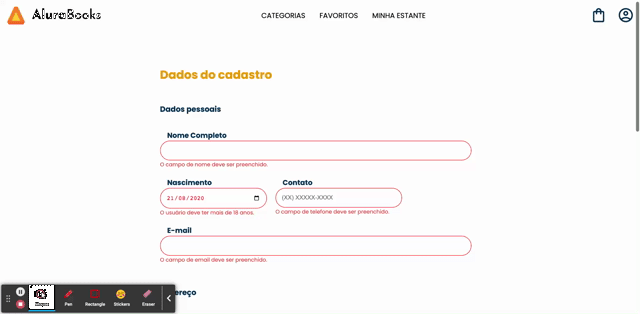 AluraBooks
CATEGORIAS FAVORITOS MINHA ESTANTE
Dados do cadastro
Dados pessoais
Nome Completo
O campo de nome deve ser preenchido.
Nascimento Contato
21/08/2020 (XX) XXXXX-XXXX
O usuário deve ter mais de 18 anos. O campo de telefone deve ser preenchido.
E-mail
O campo de email deve ser preenchido.
ereço
Pen Rectangle Stickers Eraser